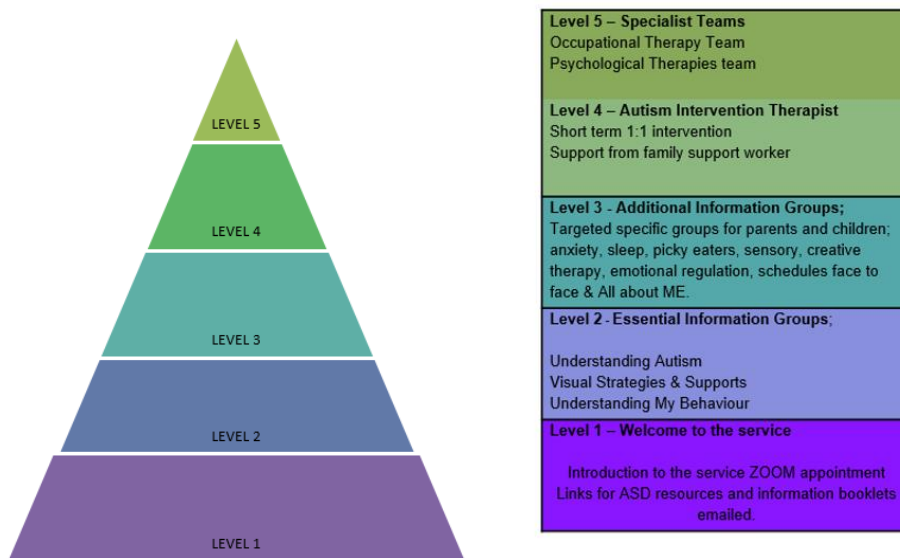 LEVEL 5
LEVEL 4
LEVEL 3
LEVEL 2
LEVEL 1
Level 5 – Specialist Teams
Occupational Therapy Team
Psychological Therapies team
Level 4 – Autism Intervention Therapist
Short term 1:1 intervention
Support from family support worker
Level 3 - Additional Information Groups;
Targeted specific groups for parents and children;
anxiety, sleep, picky eaters, sensory, creative
therapy, emotional regulation, schedules face to
face & All about ME.
Level 2 - Essential Information Groups;
Understanding Autism
Visual Strategies & Supports
Understanding My Behaviour
Level 1 – Welcome to the service
Introduction to the service ZOOM appointment
Links for ASD resources and information booklets
emailed.